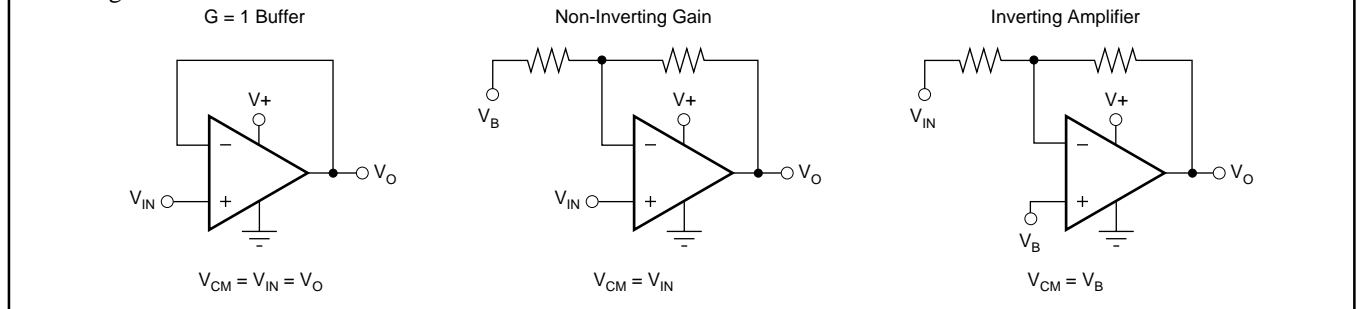 G = 1 Buffer
V+
−
+
V_IN
V_O
V_CM = V_IN = V_O
Non-Inverting Gain
V_B
V+
−
+
V_IN
V_O
V_CM = V_IN
Inverting Amplifier
V_IN
V+
−
+
V_B
V_O
V_CM = V_B